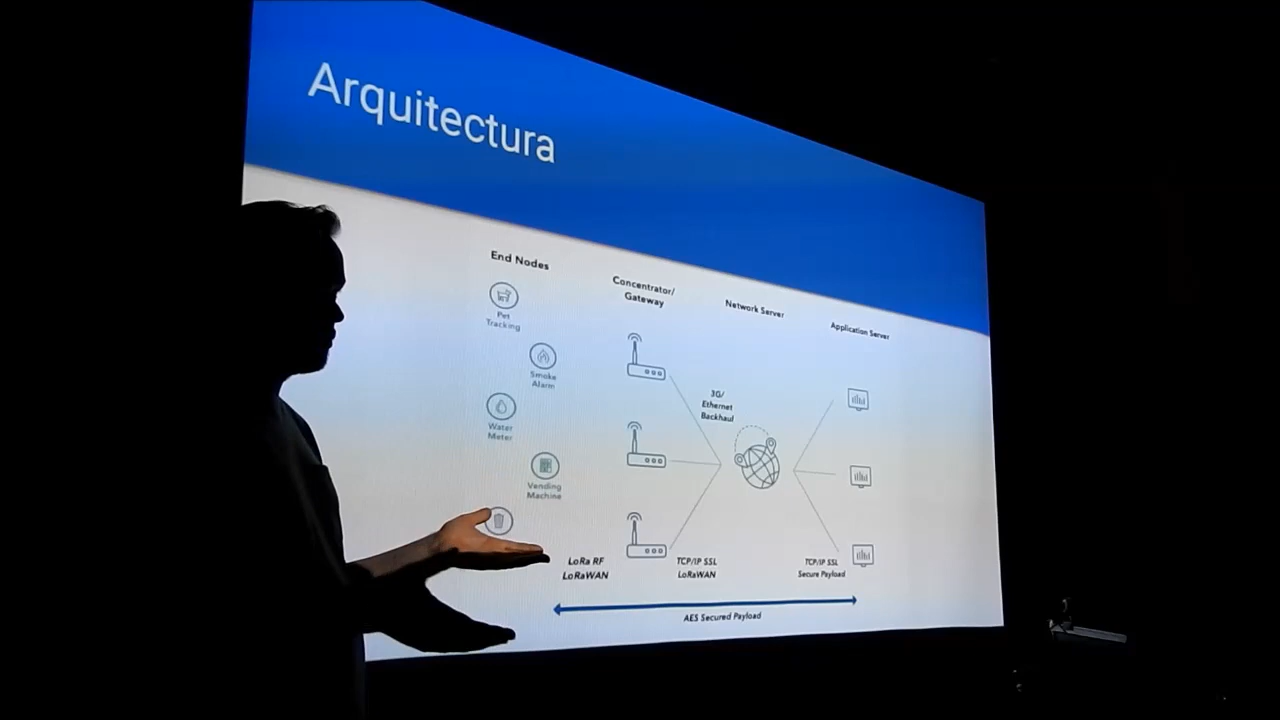 Arquitectura
End Nodes
Pet
Tracking
Smoke
Alarm
Water
Meter
Vending
Machine
Concentrator/
Gateway
Network Server
Application Server
3G/
Ethernet
Backhaul
LoRa RF
LoRaWAN
TCP/IP SSL
LoRaWAN
TCP/IP SSL
Secure Payload
AES Secured Payload